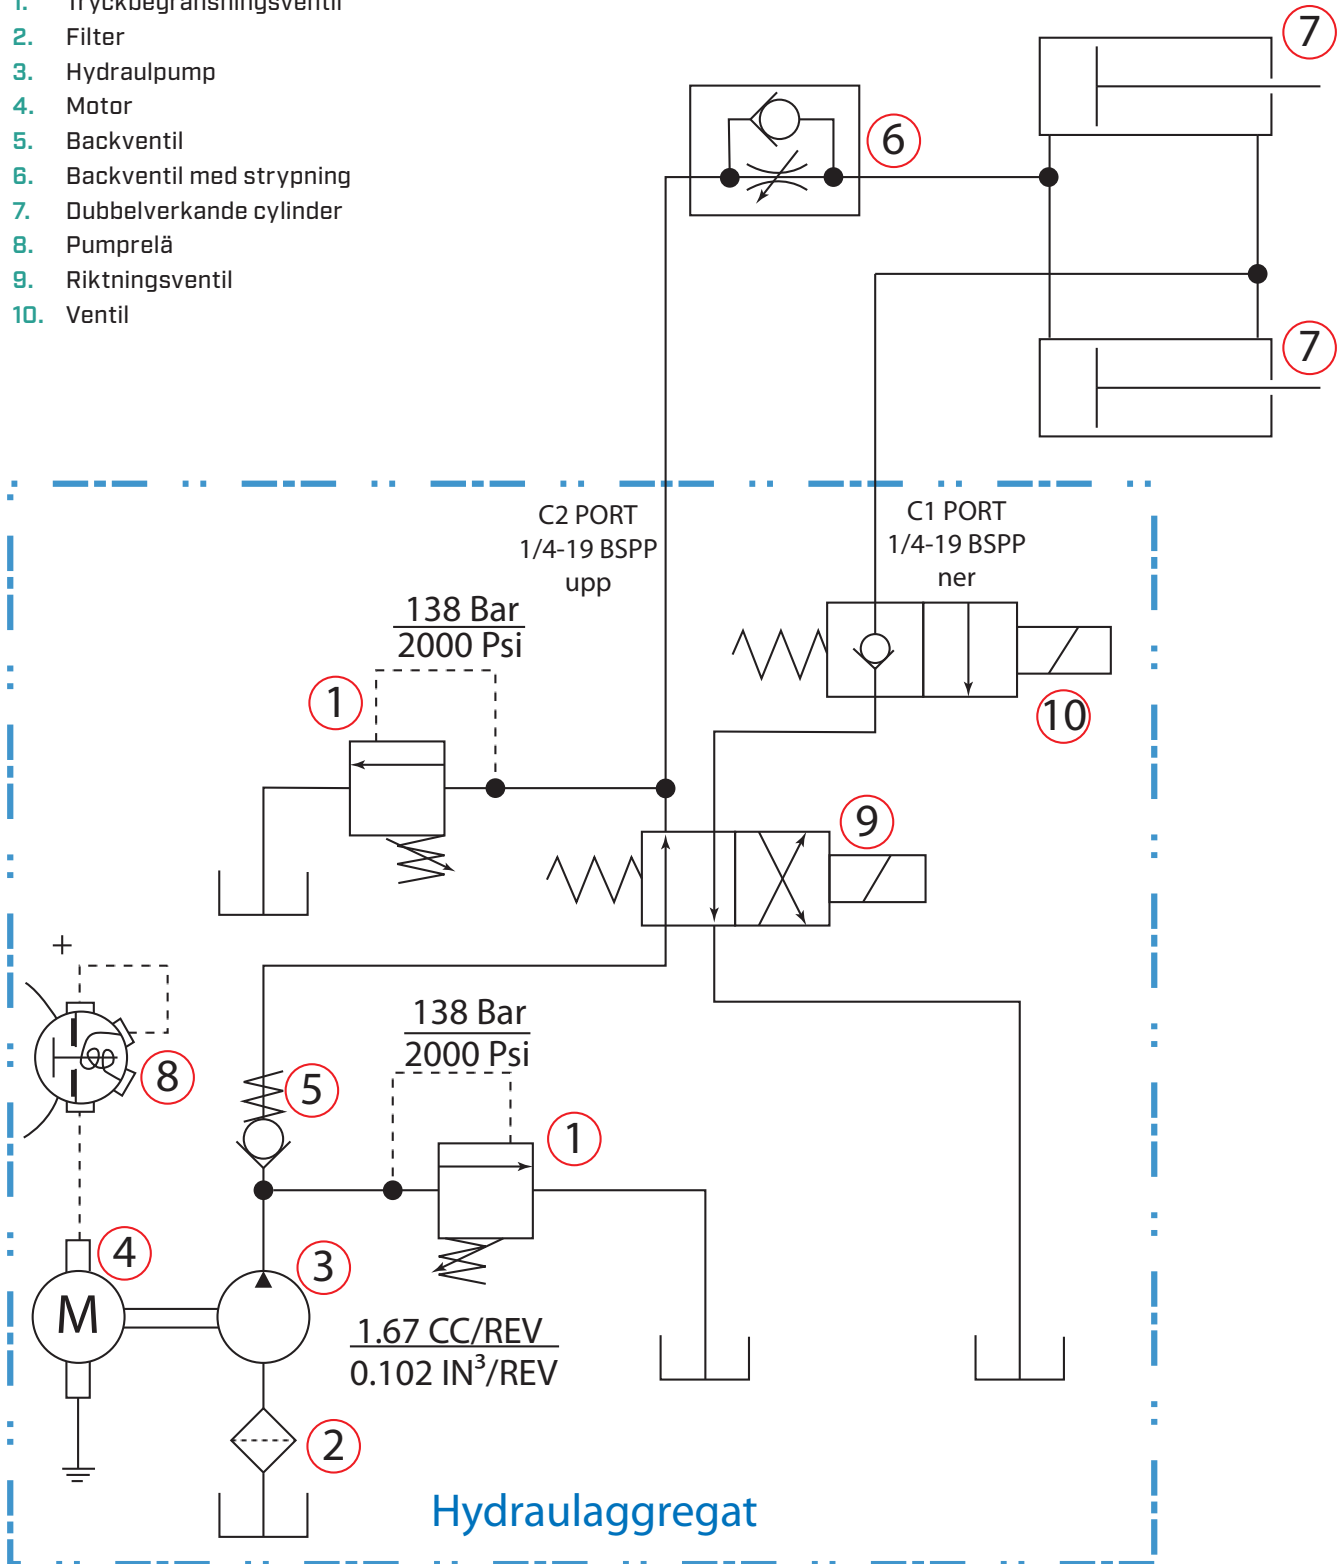 1. Tryckbegränsningsventil
2. Filter
3. Hydraulpump
4. Motor
5. Backventil
6. Backventil med strypning
7. Dubbelverkande cylinder
8. Pumprelä
9. Riktningsventil
10. Ventil
7
6
7
C2 PORT
1/4-19 BSPP
upp
C1 PORT
1/4-19 BSPP
ner
138 Bar
2000 Psi
1
10
9
+
138 Bar
2000 Psi
8
5
1
4
3
M
1.67 CC/REV
0.102 IN³/REV
2
Hydraulaggregat